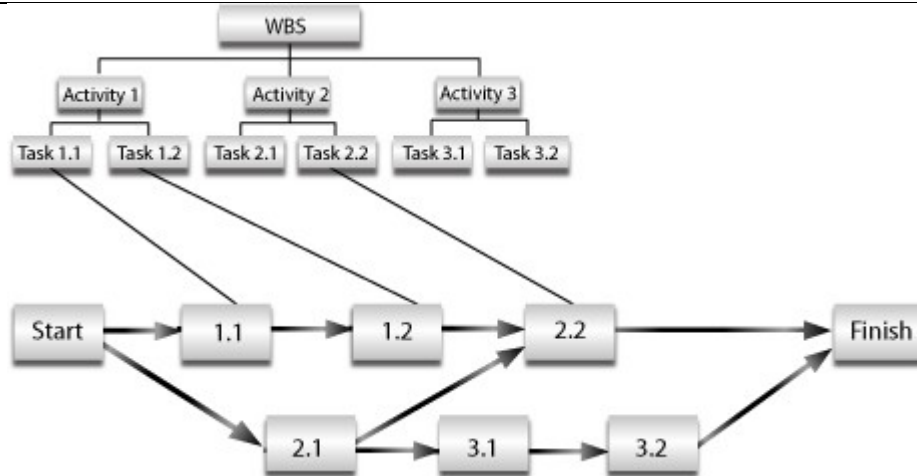 WBS
Activity 1 Activity 2 Activity 3
Task 1.1 Task 1.2 Task 2.1 Task 2.2 Task 3.1 Task 3.2
Start 1.1 1.2 2.2 Finish
2.1 3.1 3.2